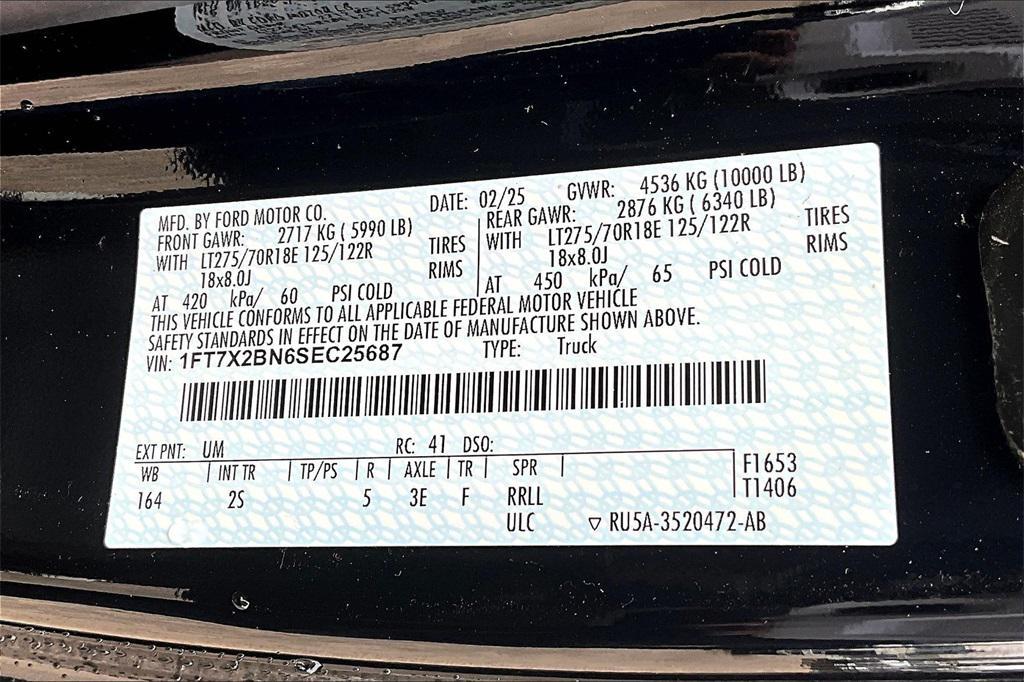 BY FORD MOTOR CO.
MFD. BY FORD MOTOR CO. DATE: 02/25 GVWR: 4536 KG (10000 LB)
FRONT GAWR: 2717 KG ( 5990 LB) REAR GAWR: 2876 KG ( 6340 LB)
WITH LT275/70R18E 125/122R TIRES WITH LT275/70R18E 125/122R TIRES
18x8.0J RIMS 18x8.0J RIMS
AT 420 kPa/ 60 PSI COLD AT 450 kPa/ 65 PSI COLD
THIS VEHICLE CONFORMS TO ALL APPLICABLE FEDERAL MOTOR VEHICLE
SAFETY STANDARDS IN EFFECT ON THE DATE OF MANUFACTURE SHOWN ABOVE.
VIN: 1FT7X2BN6SEC25687 TYPE: Truck
EXT PNT: UM RC: 41 DSO:
WB INT TR TP/PS R AXLE TR SPR F1653
164 2S 5 3E F RRLL T1406
ULC ▽ RU5A-3520472-AB